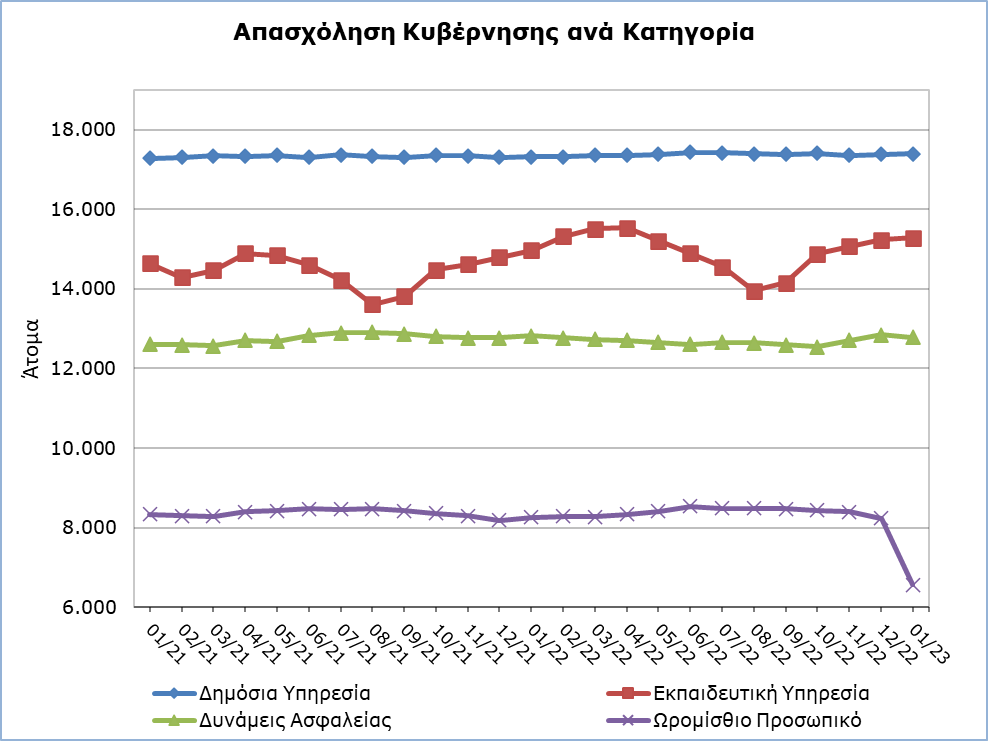 Απασχόληση Κυβέρνησης ανά Κατηγορία
Άτομα
18.000
16.000
14.000
12.000
10.000
8.000
6.000
01/21 02/21 03/21 04/21 05/21 06/21 07/21 08/21 09/21 10/21 11/21 12/21 01/22 02/22 03/22 04/22 05/22 06/22 07/22 08/22 09/22 10/22 11/22 12/22 01/23
Δημόσια Υπηρεσία Εκπαιδευτική Υπηρεσία
Δυνάμεις Ασφαλείας Ωρομίσθιο Προσωπικό